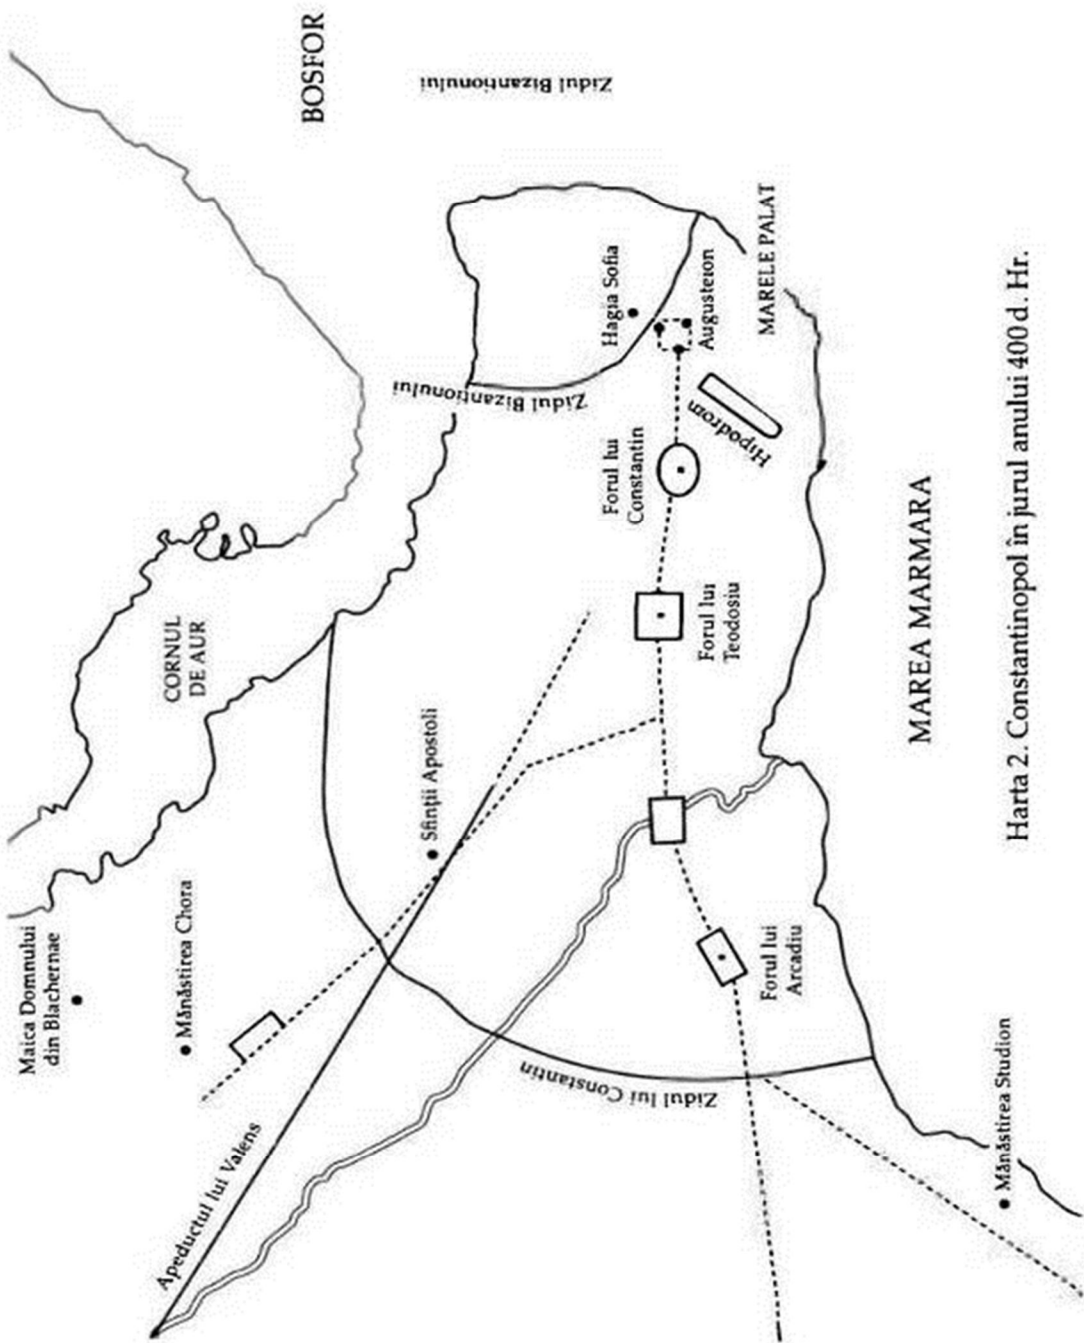 Maica Domnului
din Blachernae
Mănăstirea Chora
CORNUL
DE AUR
BOSFOR
Zidul Bizanționului
Zidul Bizanționului
Apeductul lui Valens
Sfinții Apostoli
Hagia Sofia
Augusteion
MARELE PALAT
Hipodrom
Forul lui
Constantin
Forul lui
Teodosiu
Zidul lui Constantin
Forul lui
Arcadiu
Mănăstirea Studion
MAREA MARMARA
Harta 2. Constantinopol în jurul anului 400 d. Hr.